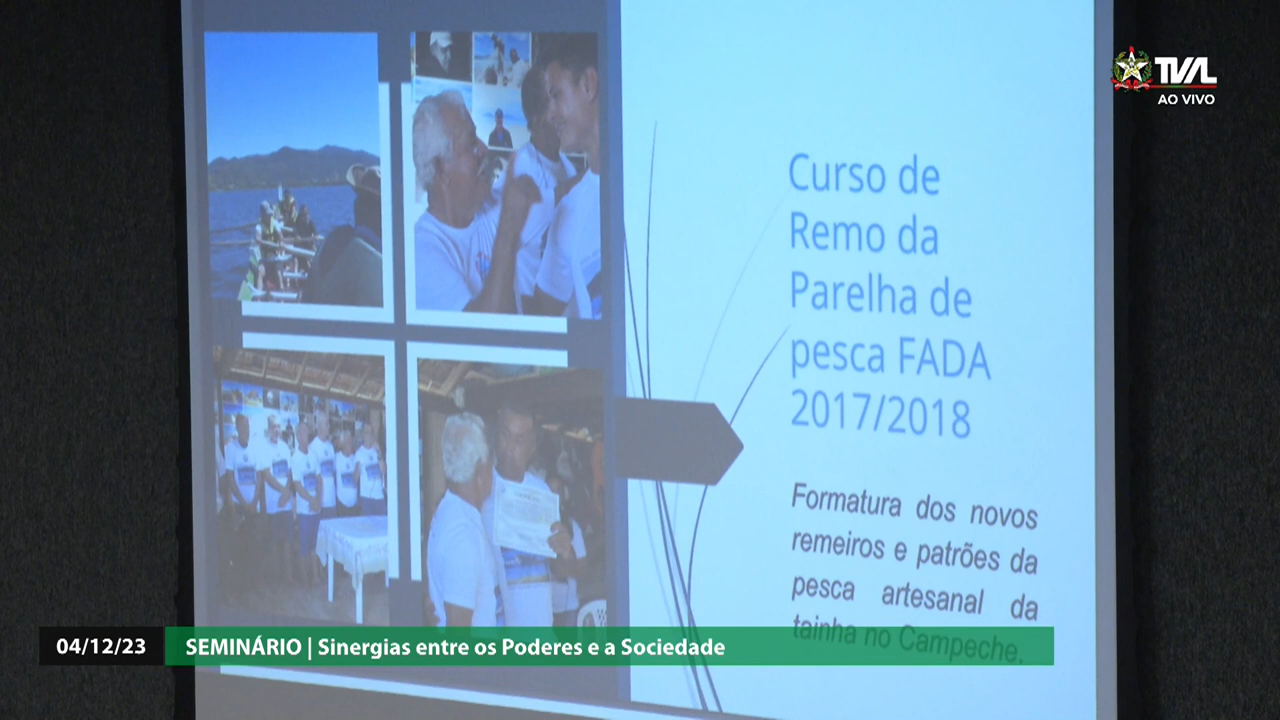 TVAL
AO VIVO
Curso de
Remo da
Parelha de
pesca FADA
2017/2018
Formatura dos novos
remeiros e patrões da
pesca artesanal da
tainha no Campeche.
04/12/23
SEMINÁRIO | Sinergias entre os Poderes e a Sociedade